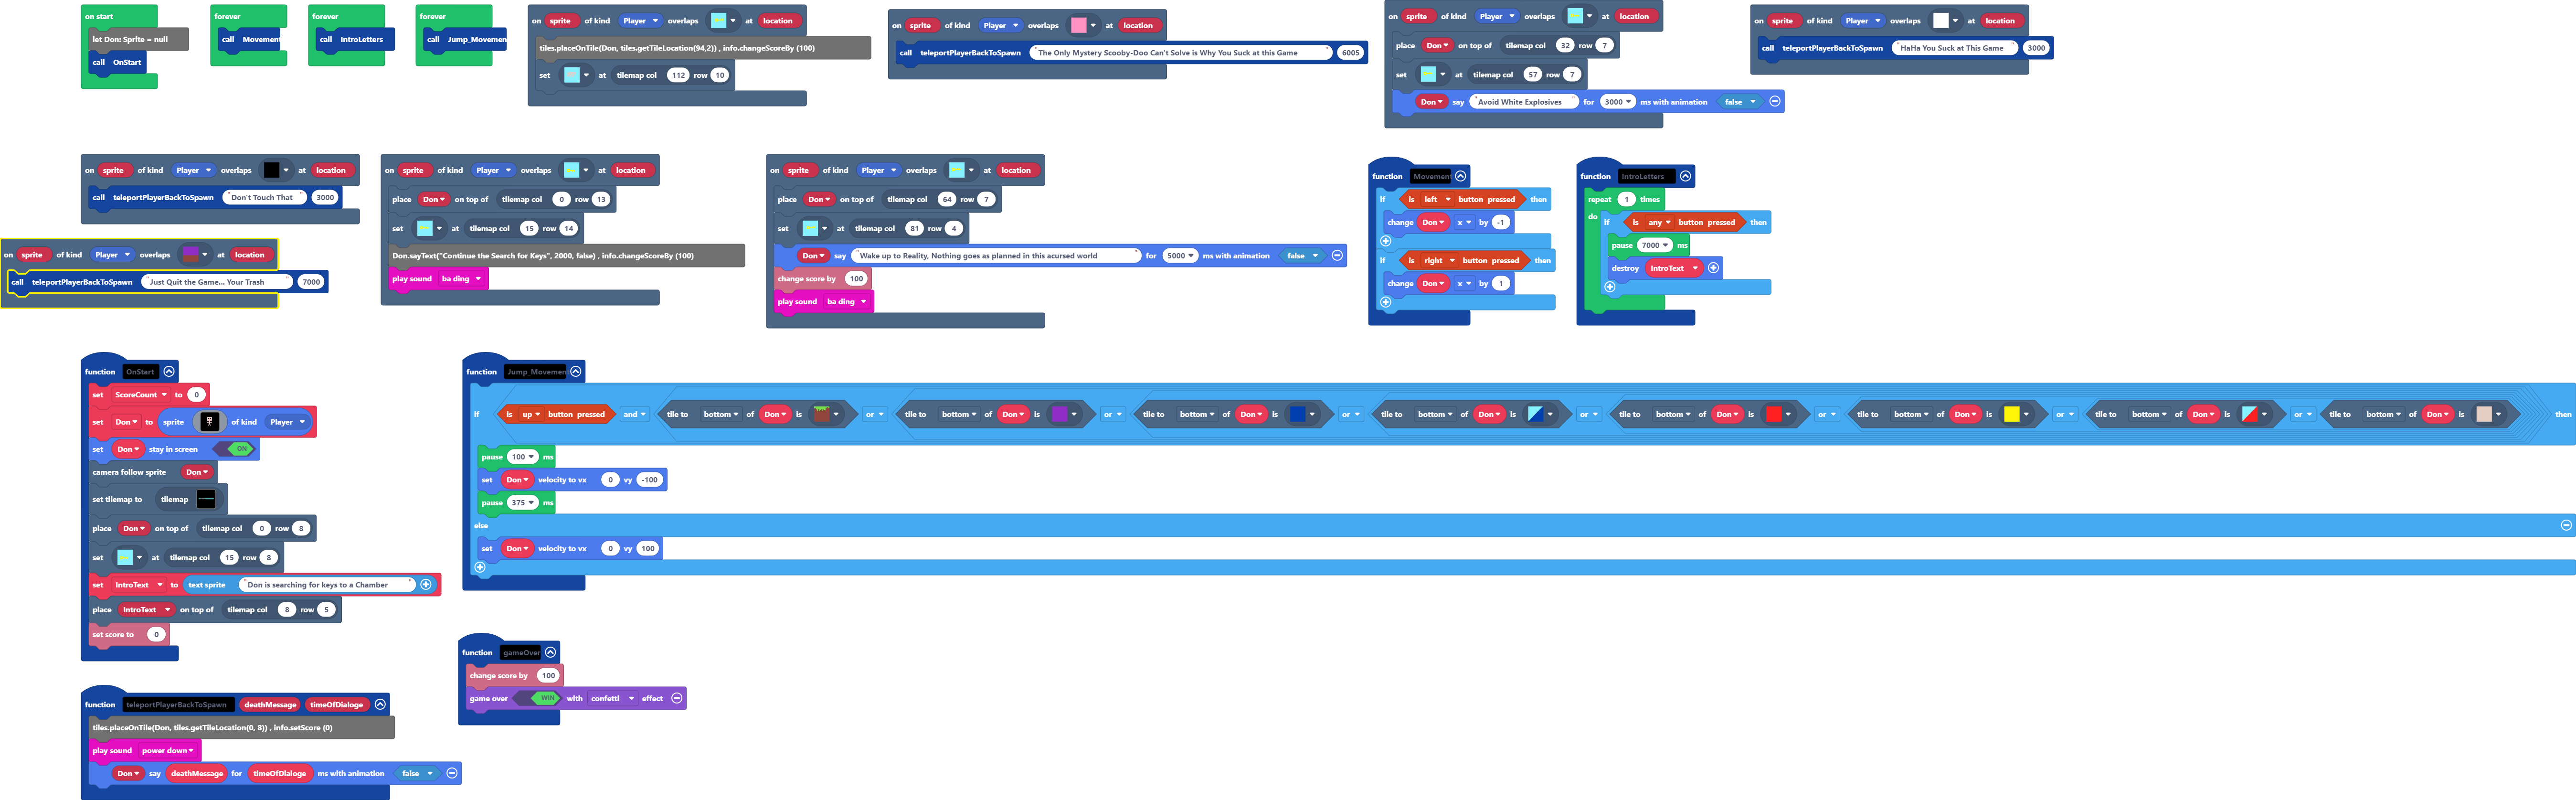 on start
let Don: Sprite = null
call OnStart
forever
call Movement
forever
call IntroLetters
forever
call Jump_Movement
on sprite of kind Player overlaps at location
tiles.placeOnTile(Don, tiles.getTileLocation(94,2)) , info.changeScoreBy (100)
set at tilemap col 112 row 10
on sprite of kind Player overlaps at location
call teleportPlayerBackToSpawn "The Only Mystery Scooby-Doo Can't Solve is Why You Suck at this Game" 6005
on sprite of kind Player overlaps at location
place Don on top of tilemap col 32 row 7
set at tilemap col 57 row 7
Don say "Avoid White Explosives" for 3000 ms with animation false
on sprite of kind Player overlaps at location
call teleportPlayerBackToSpawn "HaHa You Suck at This Game" 3000
on sprite of kind Player overlaps at location
call teleportPlayerBackToSpawn "Don't Touch That" 3000
on sprite of kind Player overlaps at location
call teleportPlayerBackToSpawn "Just Quit the Game... Your Trash" 7000
on sprite of kind Player overlaps at location
place Don on top of tilemap col 0 row 13
set at tilemap col 15 row 14
Don.sayText("Continue the Search for Keys", 2000, false) , info.changeScoreBy (100)
play sound ba ding
on sprite of kind Player overlaps at location
place Don on top of tilemap col 64 row 7
set at tilemap col 81 row 4
Don say "Wake up to Reality, Nothing goes as planned in this acursed world" for 5000 ms with animation false
change score by 100
play sound ba ding
function Movement
if is left button pressed then
change Don x by -1
if is right button pressed then
change Don x by 1
function IntroLetters
repeat 1 times
do if is any button pressed then
pause 7000 ms
destroy IntroText
function OnStart
set ScoreCount to 0
set Don to sprite of kind Player
set Don stay in screen ON
camera follow sprite Don
set tilemap to tilemap
place Don on top of tilemap col 0 row 8
set at tilemap col 15 row 8
set IntroText to text sprite "Don is searching for keys to a Chamber"
place IntroText on top of tilemap col 8 row 5
set score to 0
function Jump_Movement
if is up button pressed and tile to bottom of Don is or tile to bottom of Don is or tile to bottom of Don is or tile to bottom of Don is or tile to bottom of Don is or tile to bottom of Don is or tile to bottom of Don is or tile to bottom of Don is then
pause 100 ms
set Don velocity to vx 0 vy -100
pause 375 ms
else
set Don velocity to vx 0 vy 100
function gameOver
change score by 100
game over WIN with confetti effect
function teleportPlayerBackToSpawn deathMessage timeOfDialoge
tiles.placeOnTile(Don, tiles.getTileLocation(0, 8)) , info.setScore (0)
play sound power down
Don say deathMessage for timeOfDialoge ms with animation false